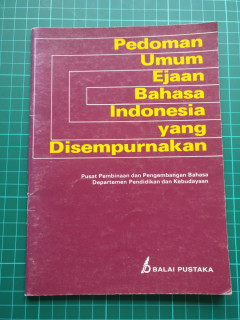 Pedoman
Umum
Ejaan
Bahasa
Indonesia
yang
Disempurnakan
Pusat Pembinaan dan Pengembangan Bahasa
Departemen Pendidikan dan Kebudayaan
BALAI PUSTAKA